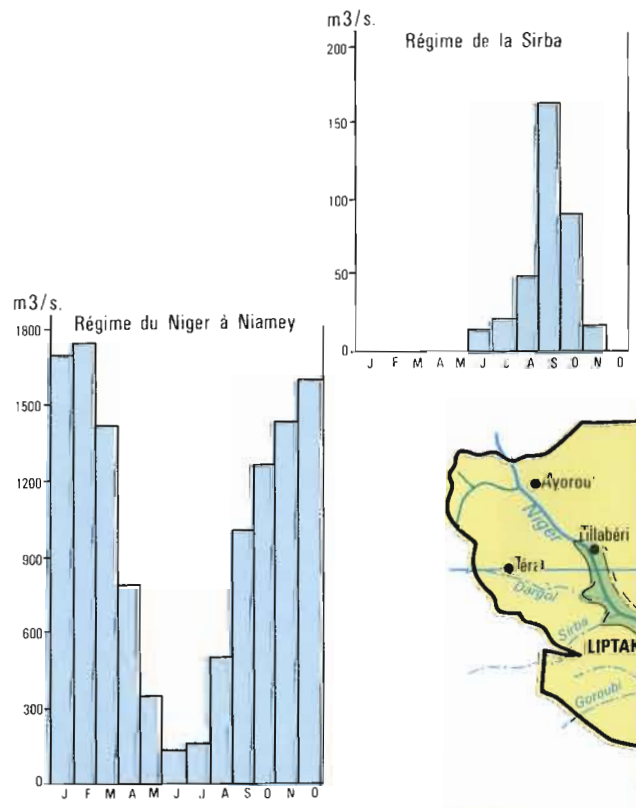 m3/s.
Régime de la Sirba
200
150
100
50
0
J F M A M J J A S O N D
m3/s.
Régime du Niger à Niamey
1800
1500
1200
900
600
300
0
J F M A M J J A S O N D
Ayorou
Niger
Tillabéri
Téra
Dargol
Sirba
LIPTAK
Goroubi